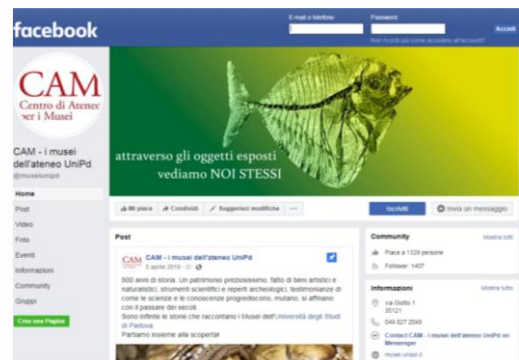 facebook
E-mail o telefono
Password
Accedi
Non ricordi più come accedere all'account?
CAM
Centro di Ateneo
per i Musei
CAM - i musei
dell'ateneo UniPd
@museiunipd
Home
Post
Video
Foto
Eventi
Informazioni
Community
Gruppi
Crea una Pagina
attraverso gli oggetti esposti
vediamo NOI STESSI
Mi piace
Condividi
Suggerisci modifiche
Iscriviti
Invia un messaggio
Post
CAM
CAM - i musei dell'ateneo UniPd
5 aprile 2019
800 anni di storia. Un patrimonio preziosissimo, fatto di beni artistici e
naturalistici, strumenti scientifici e reperti archeologici, testimonianze di
come le scienze e le conoscenze progrediscono, mutano, si affinano
con il passare dei secoli.
Sono infinite le storie che raccontano i Musei dell'Università degli Studi
di Padova.
Partiamo insieme alla scoperta!
Community
Mostra tutti
Piace a 1329 persone
Follower: 1407
Informazioni
Mostra tutto
via Giotto 1
35121
049 827 2040
Contact CAM - i musei dell'ateneo UniPd on
Messenger
musei.unipd.it